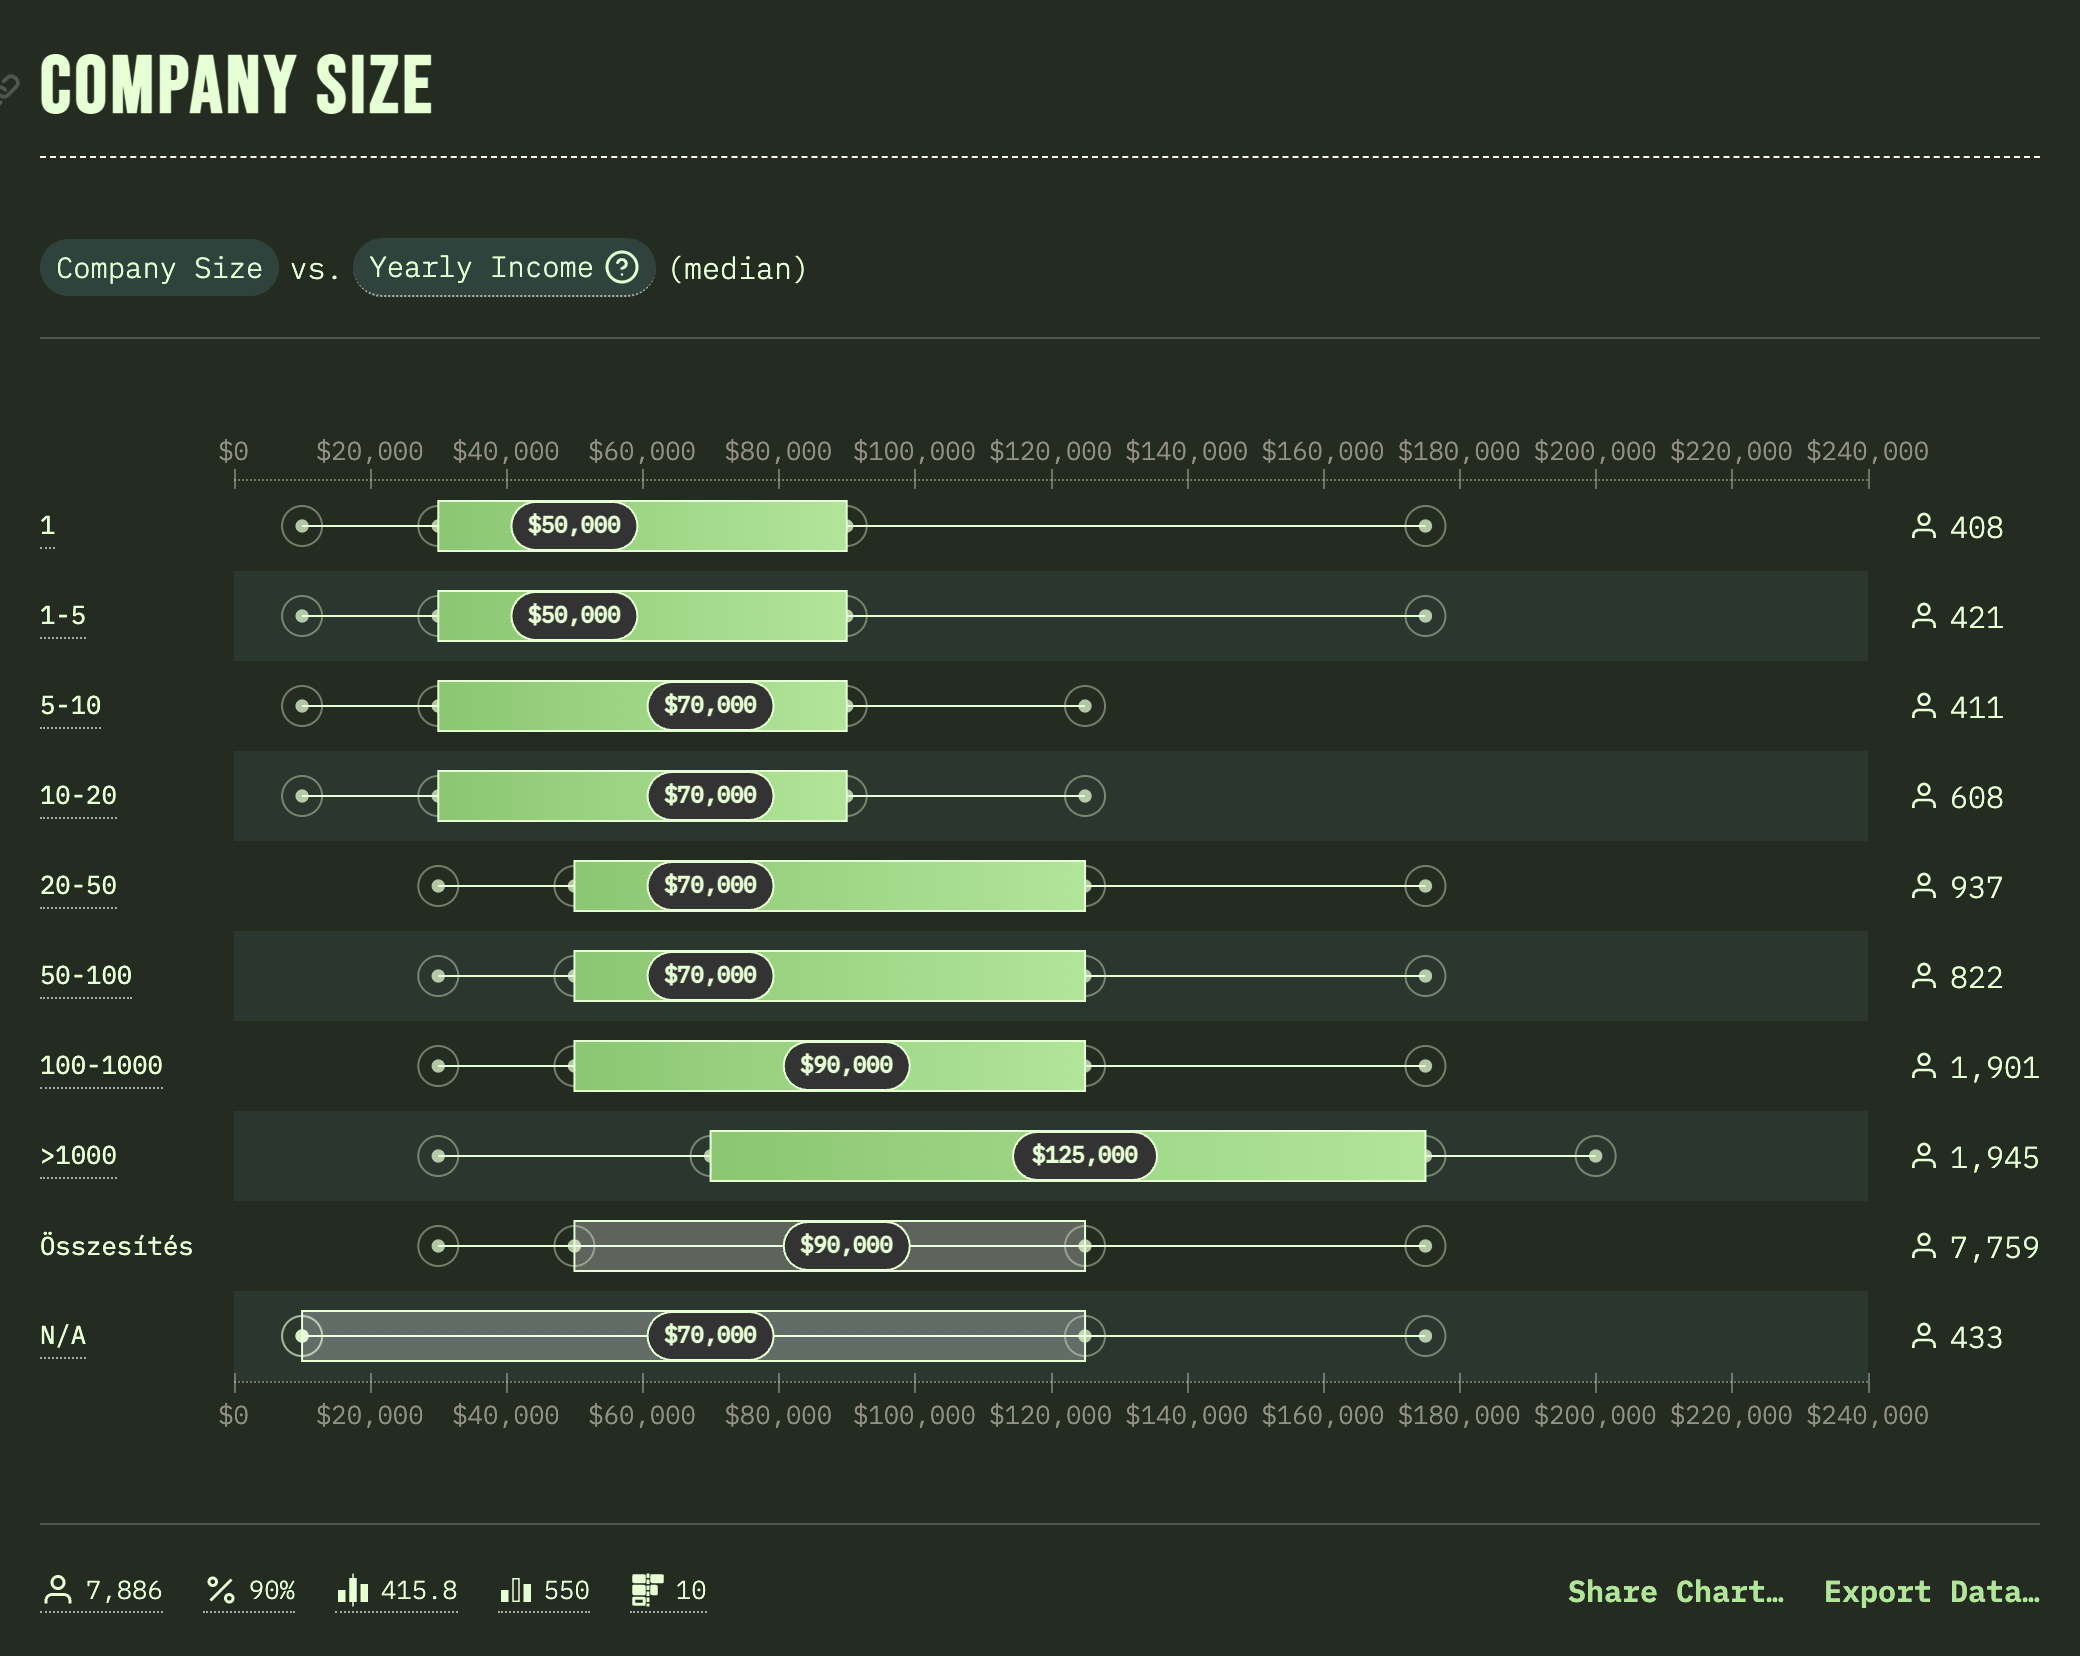 COMPANY SIZE
Company Size vs. Yearly Income (median)
$0 $20,000 $40,000 $60,000 $80,000 $100,000 $120,000 $140,000 $160,000 $180,000 $200,000 $220,000 $240,000
1 $50,000 408
1-5 $50,000 421
5-10 $70,000 411
10-20 $70,000 608
20-50 $70,000 937
50-100 $70,000 822
100-1000 $90,000 1,901
>1000 $125,000 1,945
Összesítés $90,000 7,759
N/A $70,000 433
$0 $20,000 $40,000 $60,000 $80,000 $100,000 $120,000 $140,000 $160,000 $180,000 $200,000 $220,000 $240,000
7,886 90% 415.8 550 10 Share Chart… Export Data…